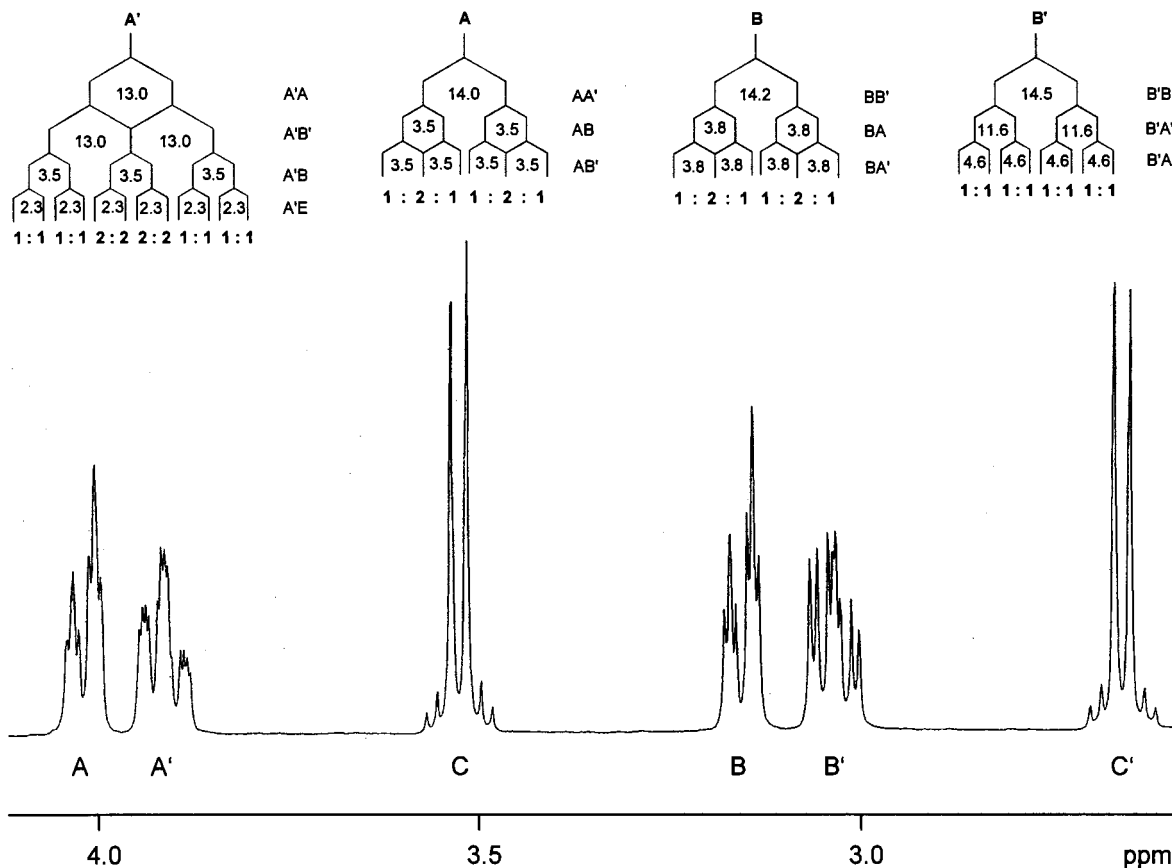 A' A B B'
13.0 A'A 14.0 AA' 14.2 BB' 14.5 B'B
13.0 13.0 A'B' 3.5 3.5 AB 3.8 3.8 BA 11.6 11.6 B'A'
3.5 3.5 3.5 A'B 3.5 3.5 3.5 3.5 AB' 3.8 3.8 3.8 3.8 BA' 4.6 4.6 4.6 4.6 B'A
2.3 2.3 2.3 2.3 2.3 2.3 A'E 1 : 2 : 1 1 : 2 : 1 1 : 2 : 1 1 : 2 : 1 1 : 1 1 : 1 1 : 1 1 : 1
1 : 1 1 : 1 2 : 2 2 : 2 1 : 1 1 : 1
A A' C B B' C'
4.0 3.5 3.0 ppm